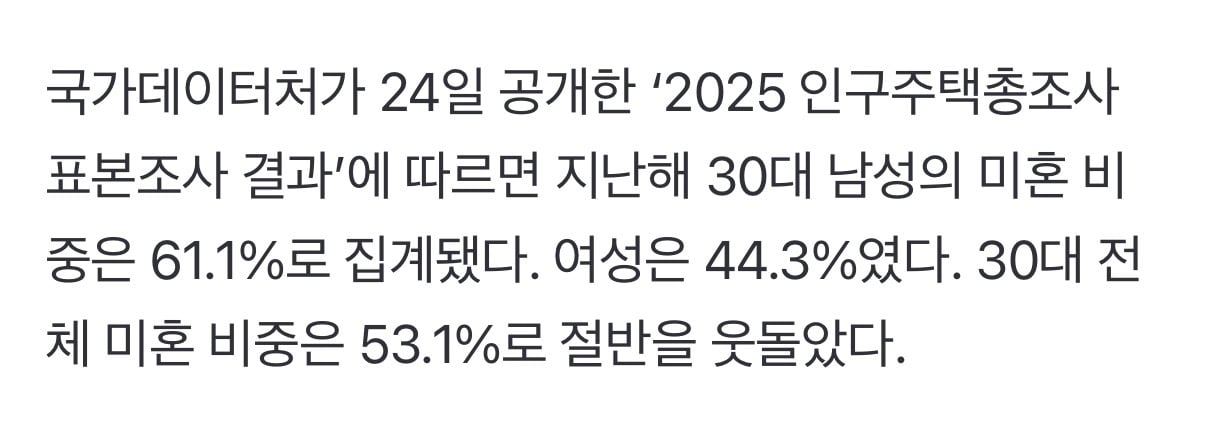 국가데이터처가 24일 공개한 ‘2025 인구주택총조사
표본조사 결과’에 따르면 지난해 30대 남성의 미혼 비
중은 61.1%로 집계됐다. 여성은 44.3%였다. 30대 전
체 미혼 비중은 53.1%로 절반을 웃돌았다.